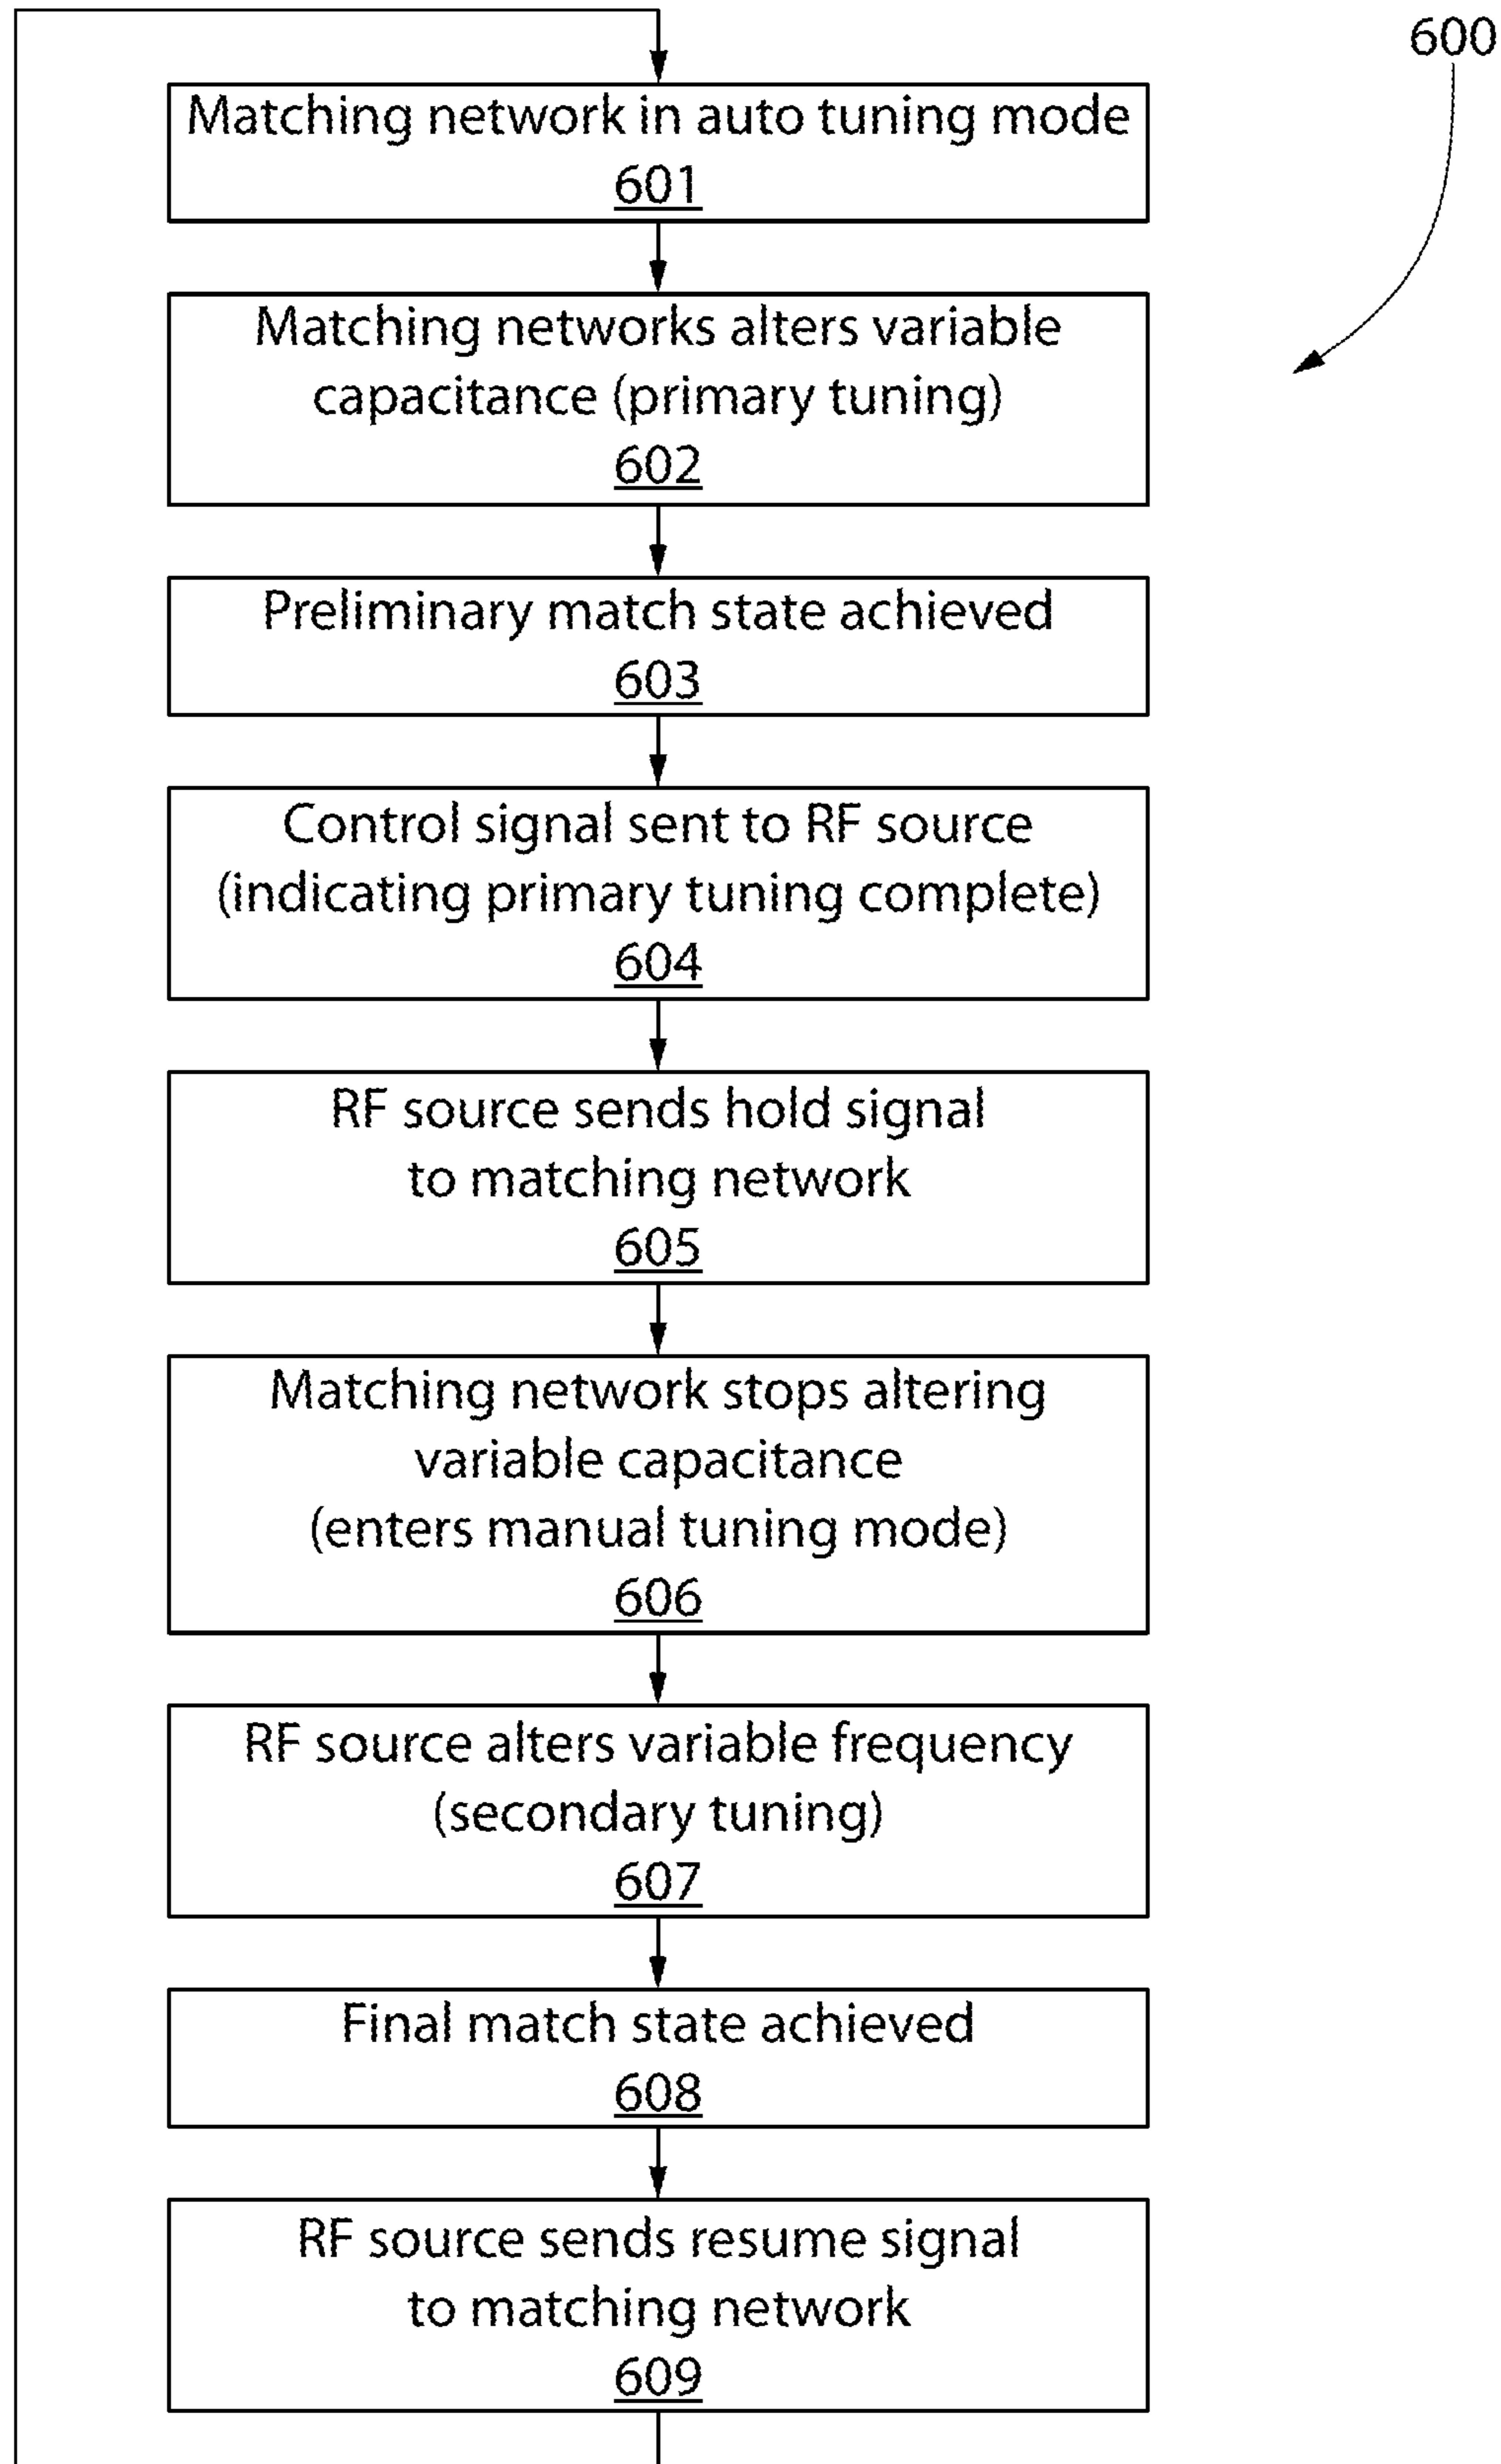 600
Matching network in auto tuning mode
601
Matching networks alters variable
capacitance (primary tuning)
602
Preliminary match state achieved
603
Control signal sent to RF source
(indicating primary tuning complete)
604
RF source sends hold signal
to matching network
605
Matching network stops altering
variable capacitance
(enters manual tuning mode)
606
RF source alters variable frequency
(secondary tuning)
607
Final match state achieved
608
RF source sends resume signal
to matching network
609